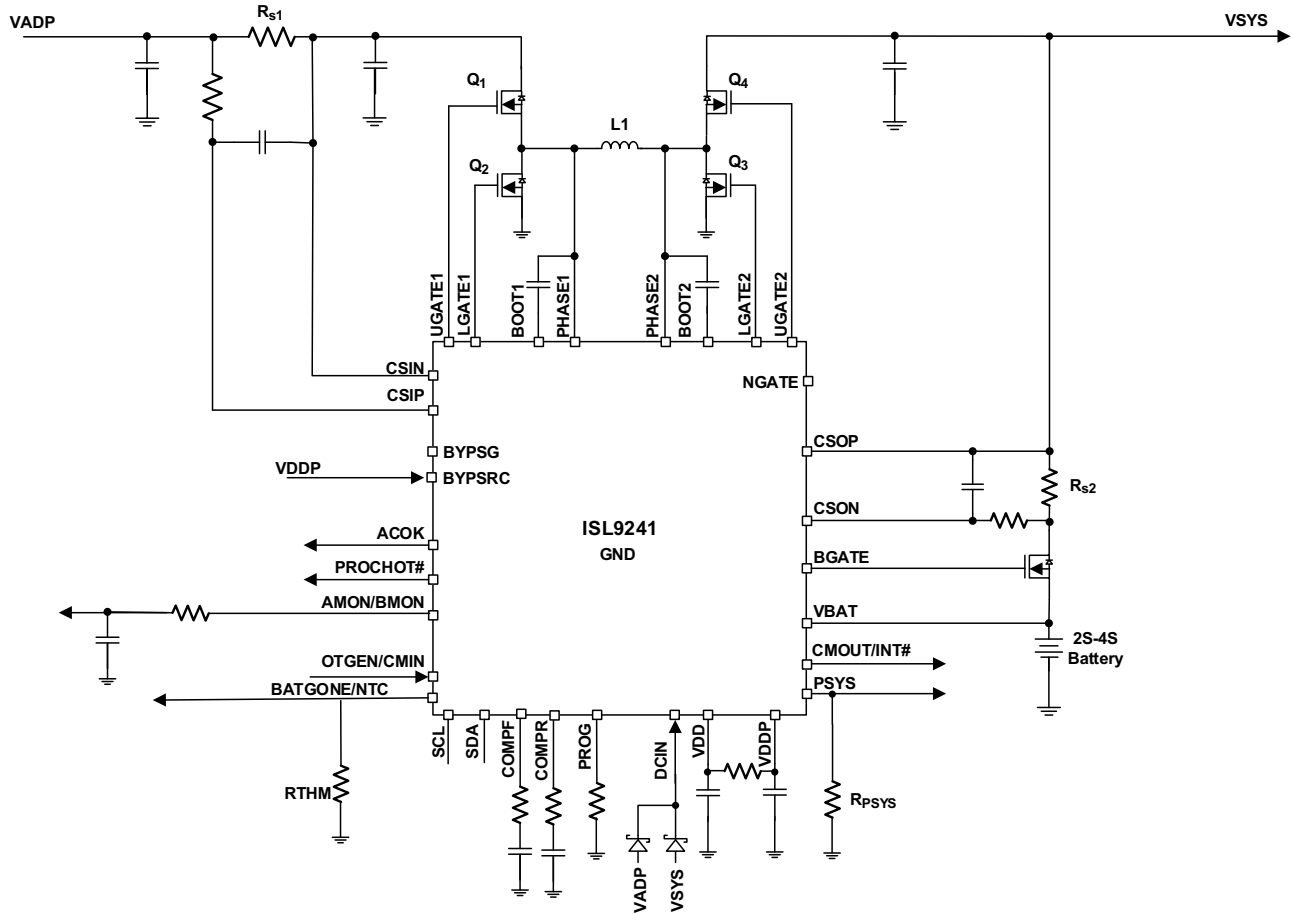 VADP
Rs1
VSYS
Q1
Q4
L1
Q2
Q3
UGATE1
LGATE1
BOOT1
PHASE1
PHASE2
BOOT2
LGATE2
UGATE2
CSIN
NGATE
CSIP
CSOP
BYPSG
VDDP
BYPSRC
Rs2
CSON
ISL9241
GND
ACOK
BGATE
PROCHOT#
AMON/BMON
VBAT
2S-4S
Battery
CMOUT/INT#
OTGEN/CMIN
BATGONE/NTC
PSYS
SCL
SDA
COMPF
COMPR
PROG
DCIN
VDD
VDDP
RTHM
RPSYS
VADP
VSYS